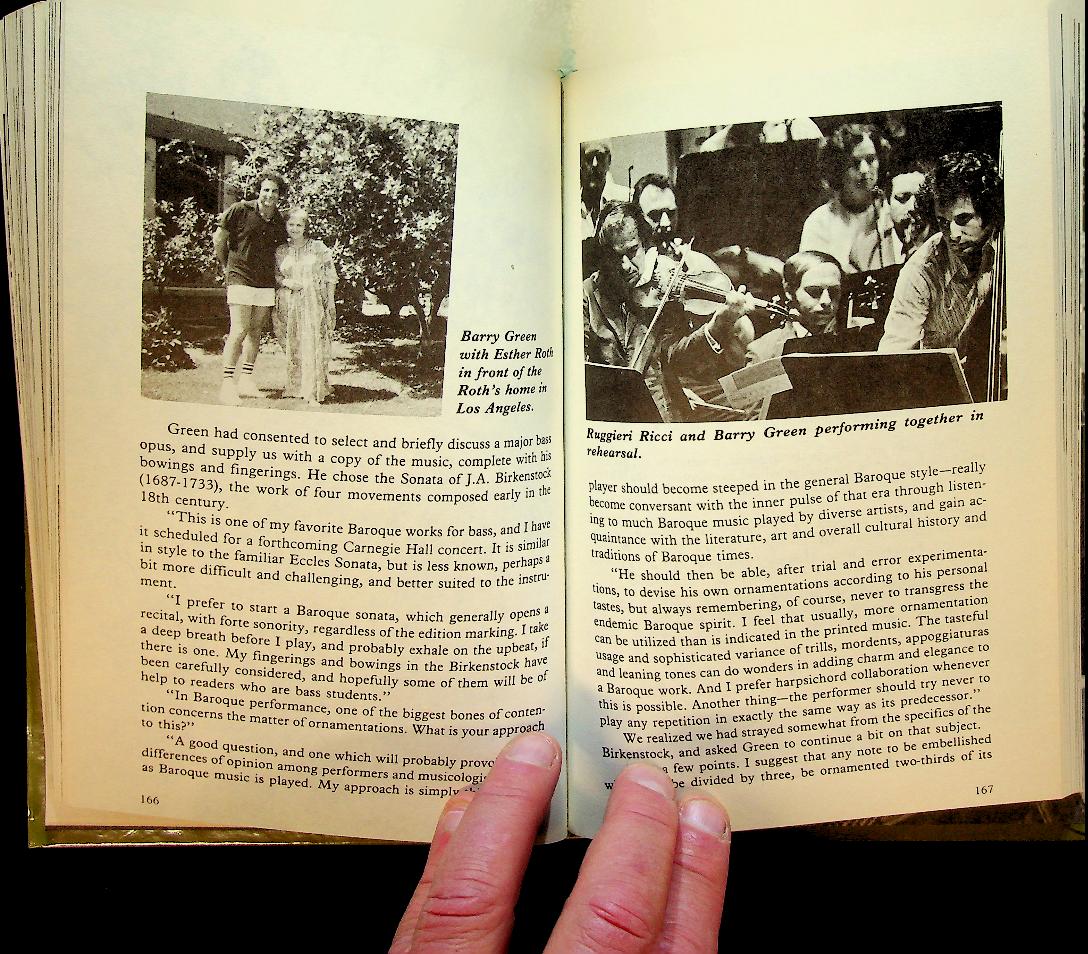 Barry Green
with Esther Roth
in front of the
Roth's home in
Los Angeles.
Green had consented to select and briefly discuss a major bass
opus, and supply us with a copy of the music, complete with his
bowings and fingerings. He chose the Sonata of J.A. Birkenstock
(1687-1733), the work of four movements composed early in the
18th century.
“This is one of my favorite Baroque works for bass, and I have
it scheduled for a forthcoming Carnegie Hall concert. It is similar
in style to the familiar Eccles Sonata, but is less known, perhaps a
bit more difficult and challenging, and better suited to the instru-
ment.
“I prefer to start a Baroque sonata, which generally opens a
recital, with forte sonority, regardless of the edition marking. I take
a deep breath before I play, and probably exhale on the upbeat, if
there is one. My fingerings and bowings in the Birkenstock have
been carefully considered, and hopefully some of them will be of
help to readers who are bass students.”
“In Baroque performance, one of the biggest bones of conten-
tion concerns the matter of ornamentations. What is your approach
to this?”
“A good question, and one which will probably
differences of opinion among performers and
as Baroque music is played. My approach is simply
166
Ruggieri Ricci and Barry Green performing together in
rehearsal.
player should become steeped in the general Baroque style—really
become conversant with the inner pulse of that era through listen-
ing to much Baroque music played by diverse artists, and gain ac-
quaintance with the literature, art and overall cultural history and
traditions of Baroque times.
“He should then be able, after trial and error experimenta-
tions, to devise his own ornamentations according to his personal
tastes, but always remembering, of course, never to transgress the
endemic Baroque spirit. I feel that usually, more ornamentation
can be utilized than is indicated in the printed music. The tasteful
usage and sophisticated variance of trills, mordents, appoggiaturas
and leaning tones can do wonders in adding charm and elegance to
a Baroque work. And I prefer harpsichord collaboration whenever
this is possible. Another thing—the performer should try never to
play any repetition in exactly the same way as its predecessor.”
We realized we had strayed somewhat from the specifics of the
Birkenstock, and asked Green to continue a bit on that subject.
a few points. I suggest that any note to be embellished
be divided by three, be ornamented two-thirds of its
167